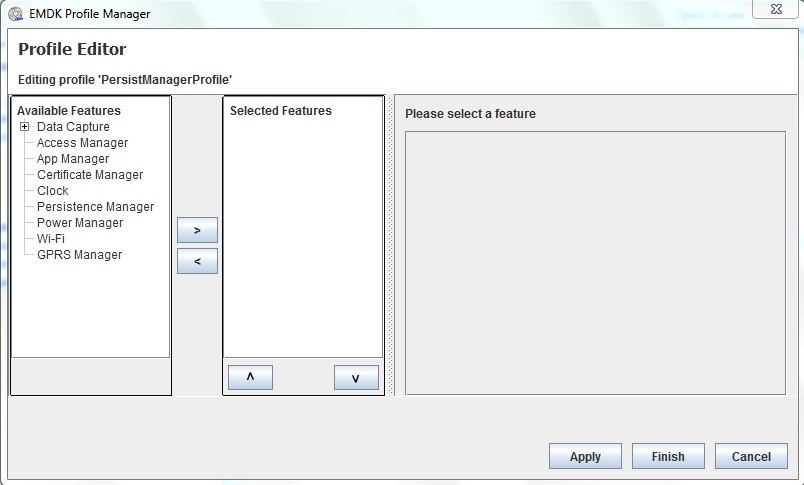 EMDK Profile Manager
Profile Editor
Editing profile 'PersistManagerProfile'
Available Features
Data Capture
Access Manager
App Manager
Certificate Manager
Clock
Persistence Manager
Power Manager
Wi-Fi
GPRS Manager
>
<
Selected Features
^
v
Please select a feature
Apply
Finish
Cancel